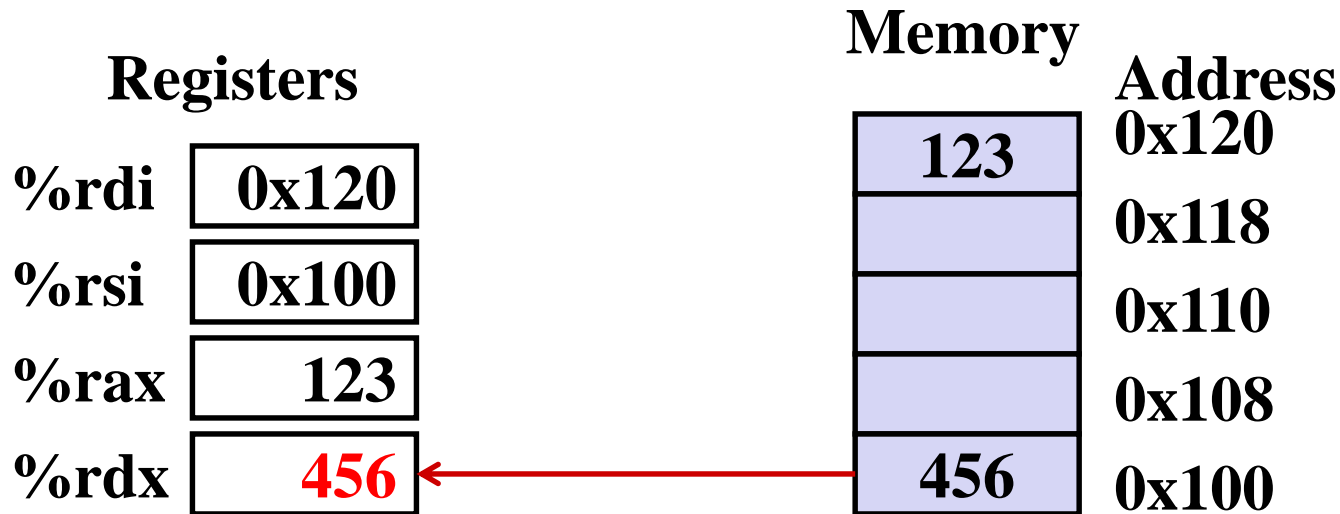 Registers
%rdi 0x120
%rsi 0x100
%rax 123
%rdx 456
Memory
Address
123 0x120
0x118
0x110
0x108
456 0x100